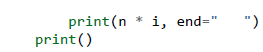 print(n * i, end="   ")
    print()